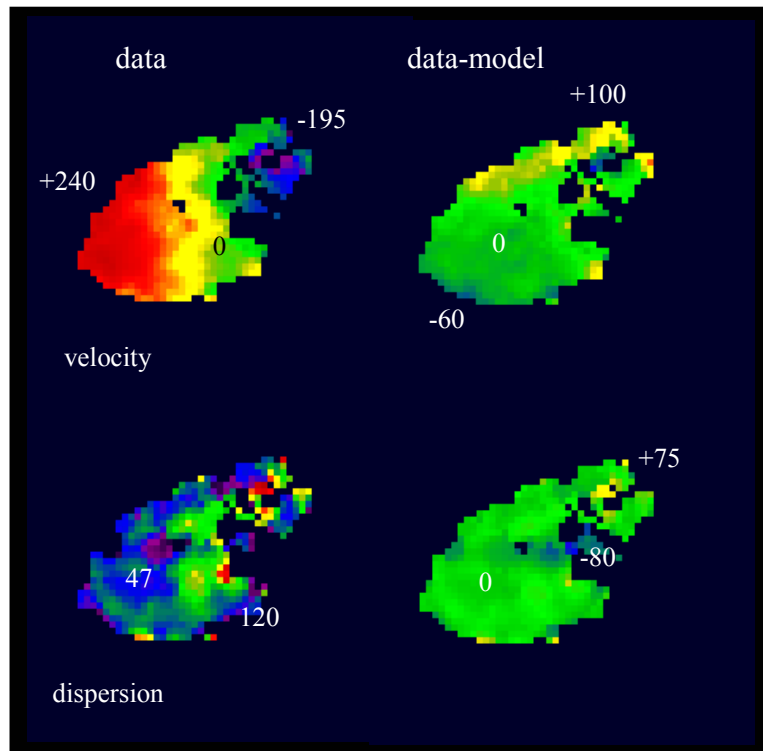 data
data-model
+100
-195
+240
0
0
-60
velocity
+75
47
-80
0
120
dispersion